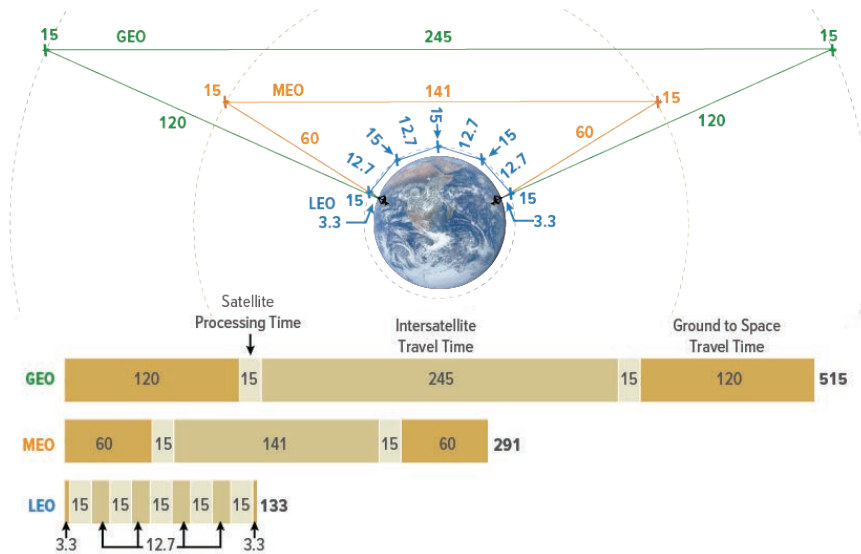 15 GEO 245 15
15 MEO 141 15
120 60 12.7 15 12.7 15 12.7 15 12.7 60 120
LEO 15 15
3.3 3.3
Satellite
Processing Time
Intersatellite
Travel Time
Ground to Space
Travel Time
GEO 120 15 245 15 120 515
MEO 60 15 141 15 60 291
LEO 15 15 15 15 15 133
3.3 12.7 3.3